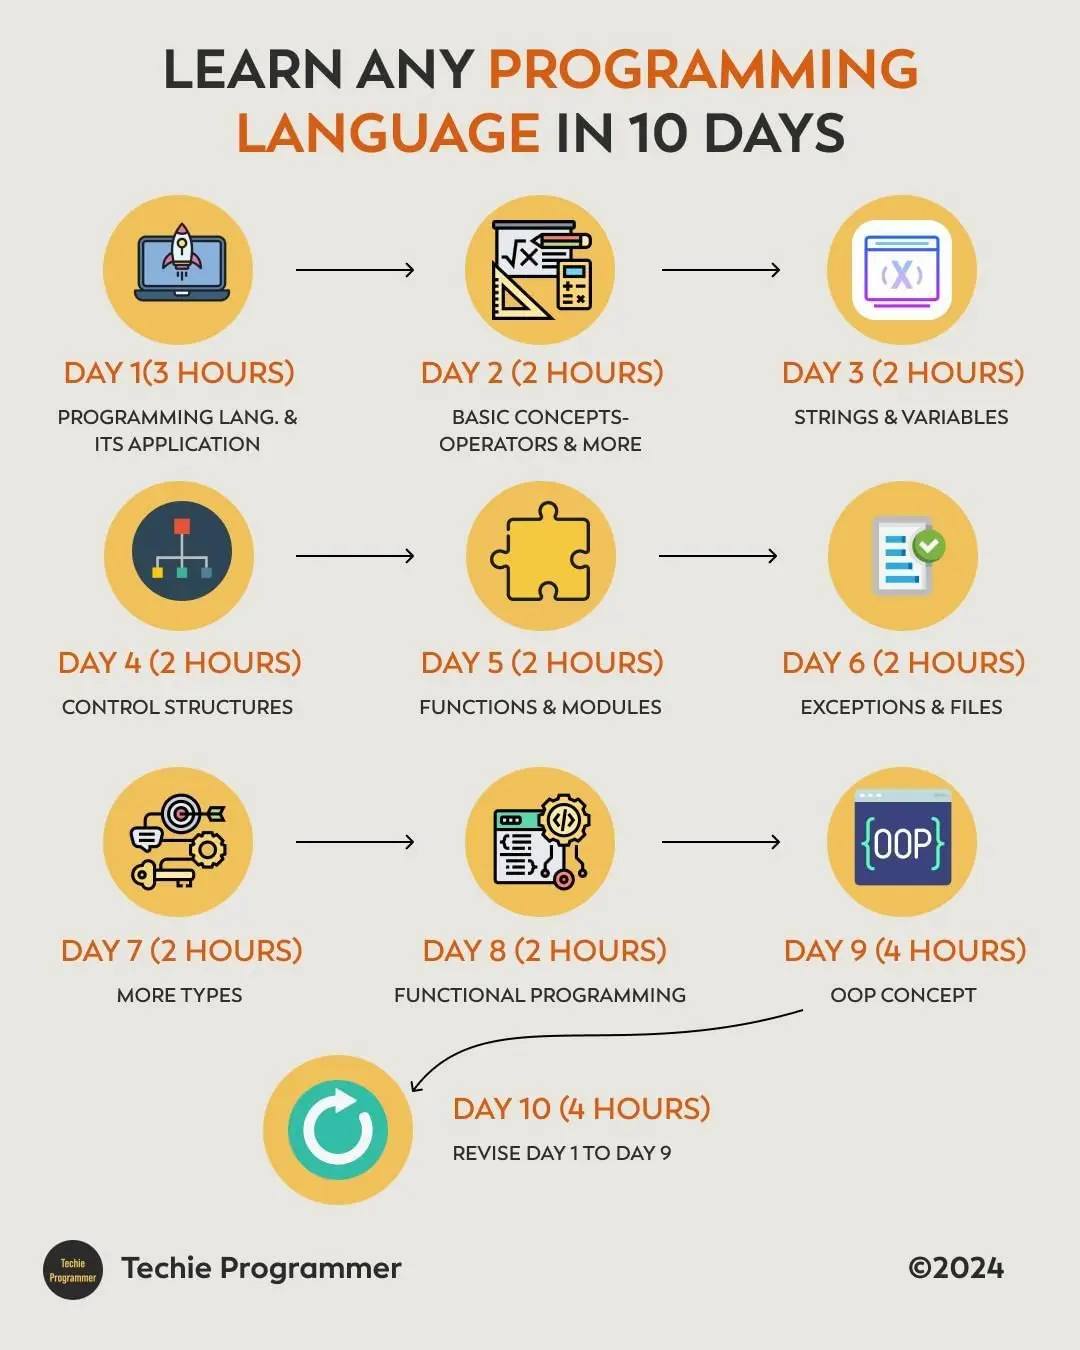 LEARN ANY PROGRAMMING
LANGUAGE IN 10 DAYS
√x
(X)
DAY 1(3 HOURS)
DAY 2 (2 HOURS)
DAY 3 (2 HOURS)
PROGRAMMING LANG. &
ITS APPLICATION
BASIC CONCEPTS-
OPERATORS & MORE
STRINGS & VARIABLES
DAY 4 (2 HOURS)
DAY 5 (2 HOURS)
DAY 6 (2 HOURS)
CONTROL STRUCTURES
FUNCTIONS & MODULES
EXCEPTIONS & FILES
</>
{OOP}
DAY 7 (2 HOURS)
DAY 8 (2 HOURS)
DAY 9 (4 HOURS)
MORE TYPES
FUNCTIONAL PROGRAMMING
OOP CONCEPT
DAY 10 (4 HOURS)
REVISE DAY 1 TO DAY 9
Techie
Programmer
Techie Programmer
©2024